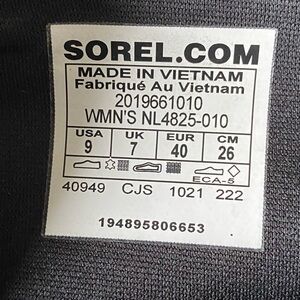 SOREL.COM
MADE IN VIETNAM
Fabriqué Au Vietnam
2019661010
WMN'S NL4825-010
USA UK EUR CM
9 7 40 26
ECA-5
40949 CJS 1021 222
194895806653